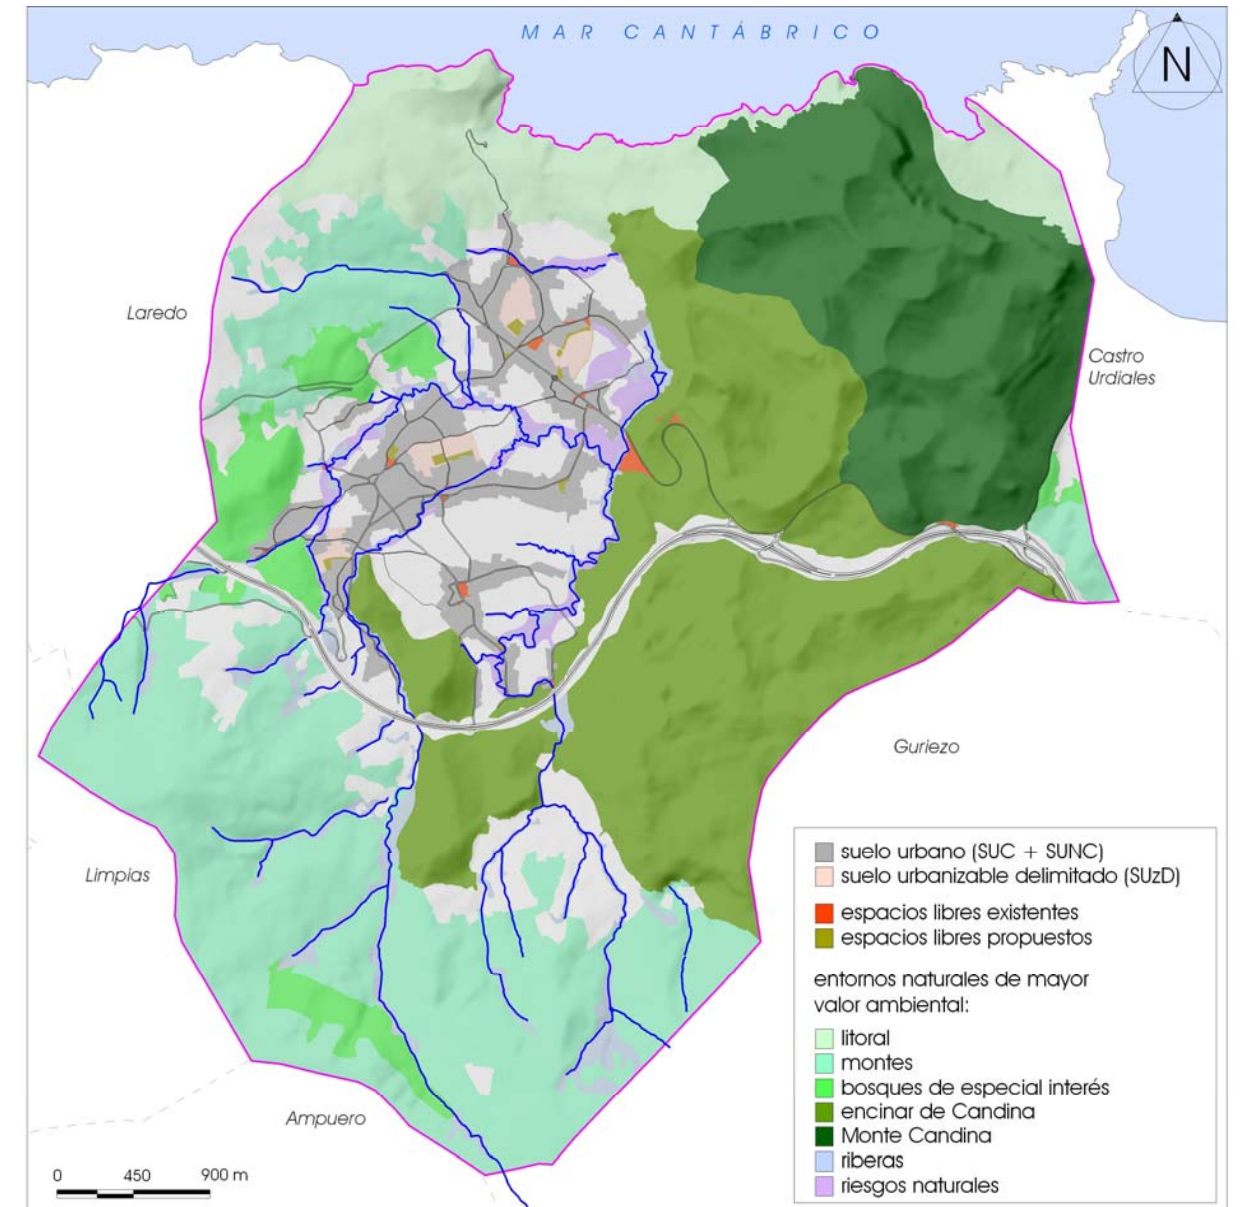 MAR CANTÁBRICO
N
Laredo
Castro
Urdiales
Guriezo
Limpias
Ampuero
0 450 900 m
suelo urbano (SUC + SUNC)
suelo urbanizable delimitado (SUzD)
espacios libres existentes
espacios libres propuestos
entornos naturales de mayor
valor ambiental:
litoral
montes
bosques de especial interés
encinar de Candina
Monte Candina
riberas
riesgos naturales